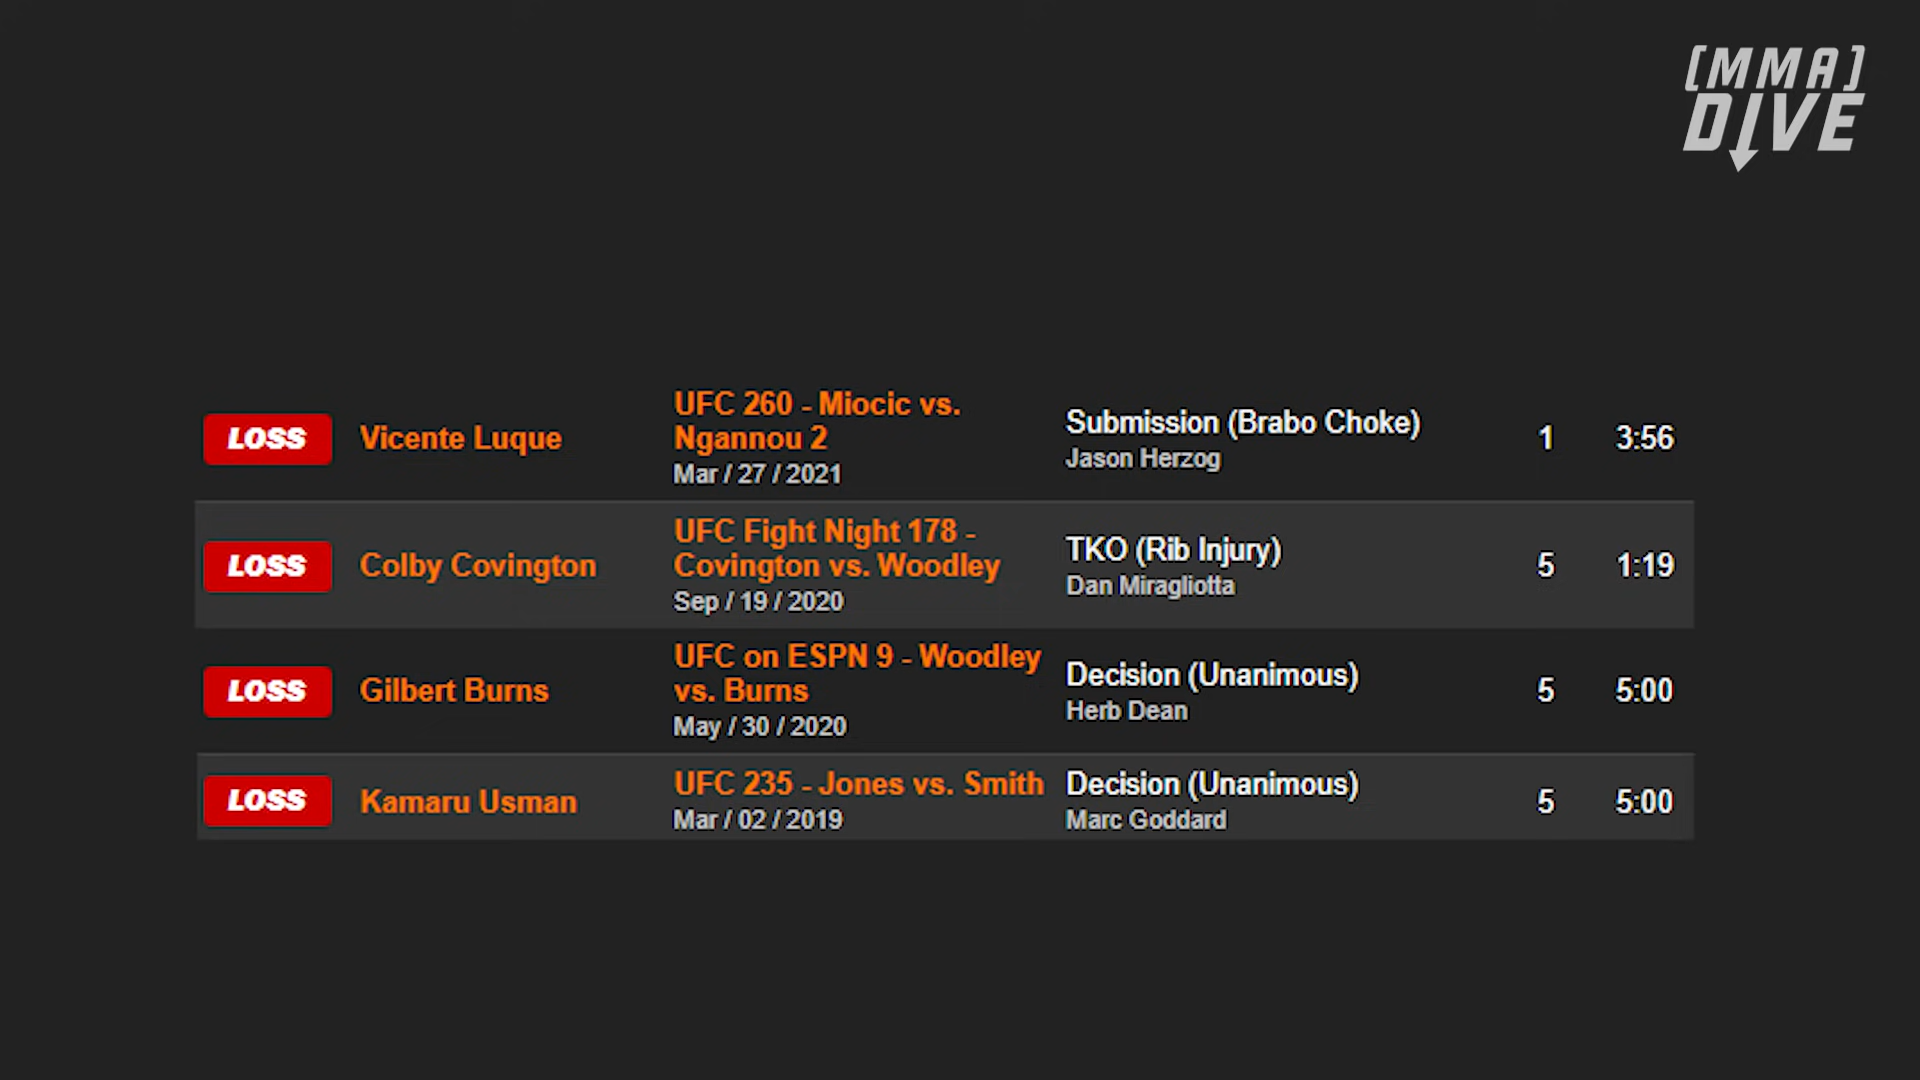 [MMA]
DIVE
LOSS
Vicente Luque
UFC 260 - Miocic vs.
Ngannou 2
Mar / 27 / 2021
Submission (Brabo Choke)
Jason Herzog
1
3:56
LOSS
Colby Covington
UFC Fight Night 178 -
Covington vs. Woodley
Sep / 19 / 2020
TKO (Rib Injury)
Dan Miragliotta
5
1:19
LOSS
Gilbert Burns
UFC on ESPN 9 - Woodley
vs. Burns
May / 30 / 2020
Decision (Unanimous)
Herb Dean
5
5:00
LOSS
Kamaru Usman
UFC 235 - Jones vs. Smith
Mar / 02 / 2019
Decision (Unanimous)
Marc Goddard
5
5:00